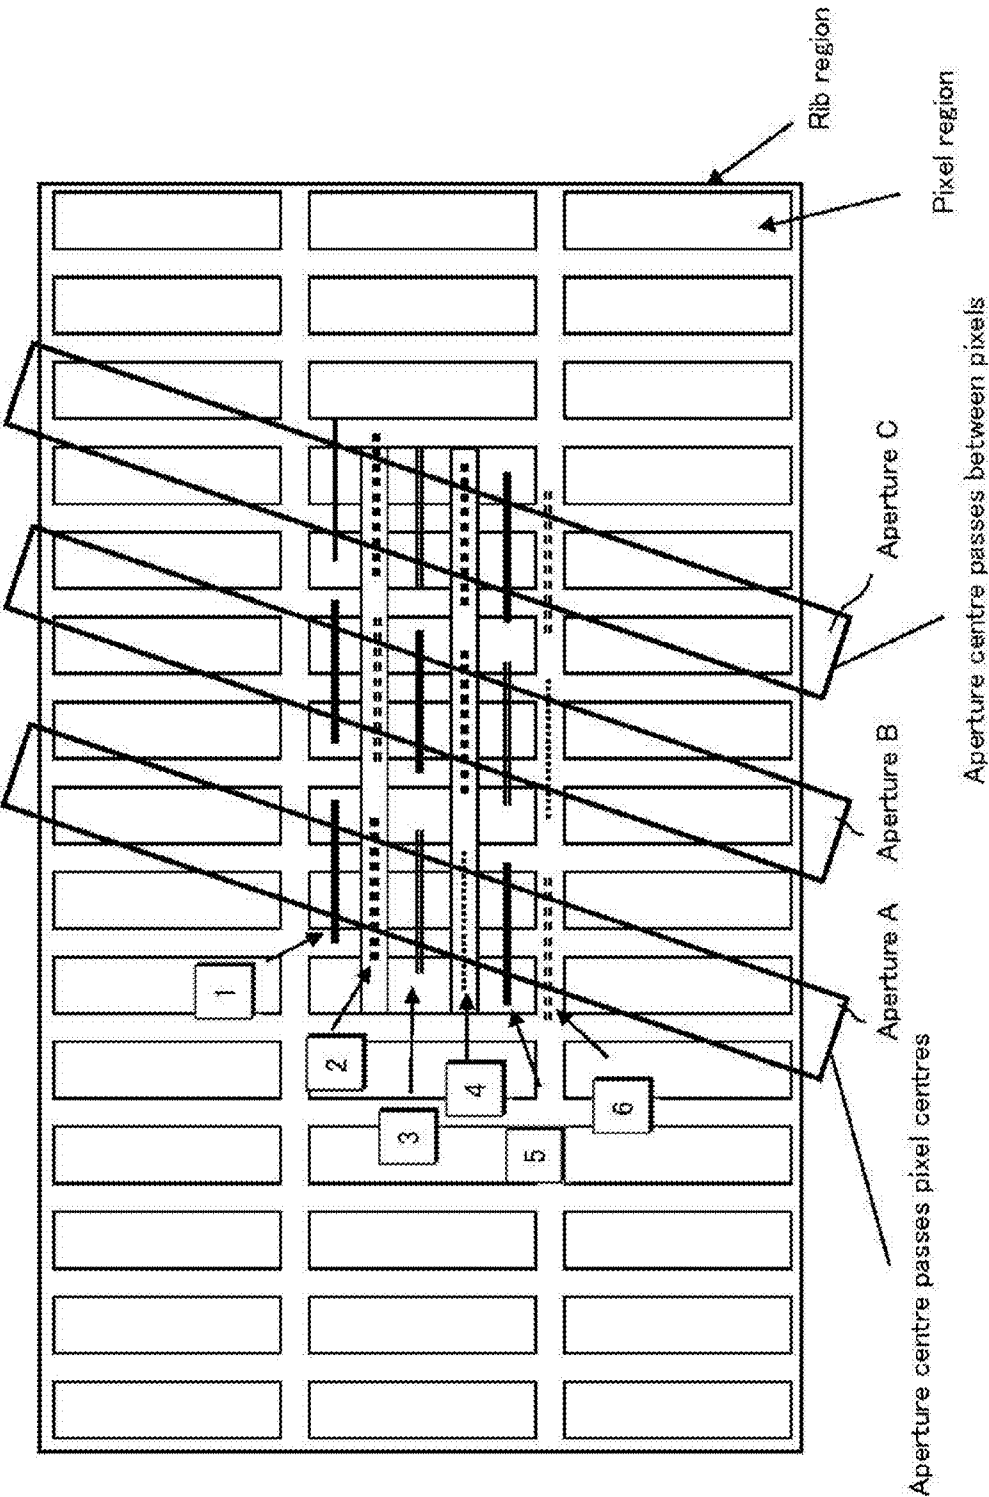 Rib region
Pixel region
Aperture centre passes between pixels
Aperture C
Aperture B
Aperture A
Aperture centre passes pixel centres
1
2
3
4
5
6